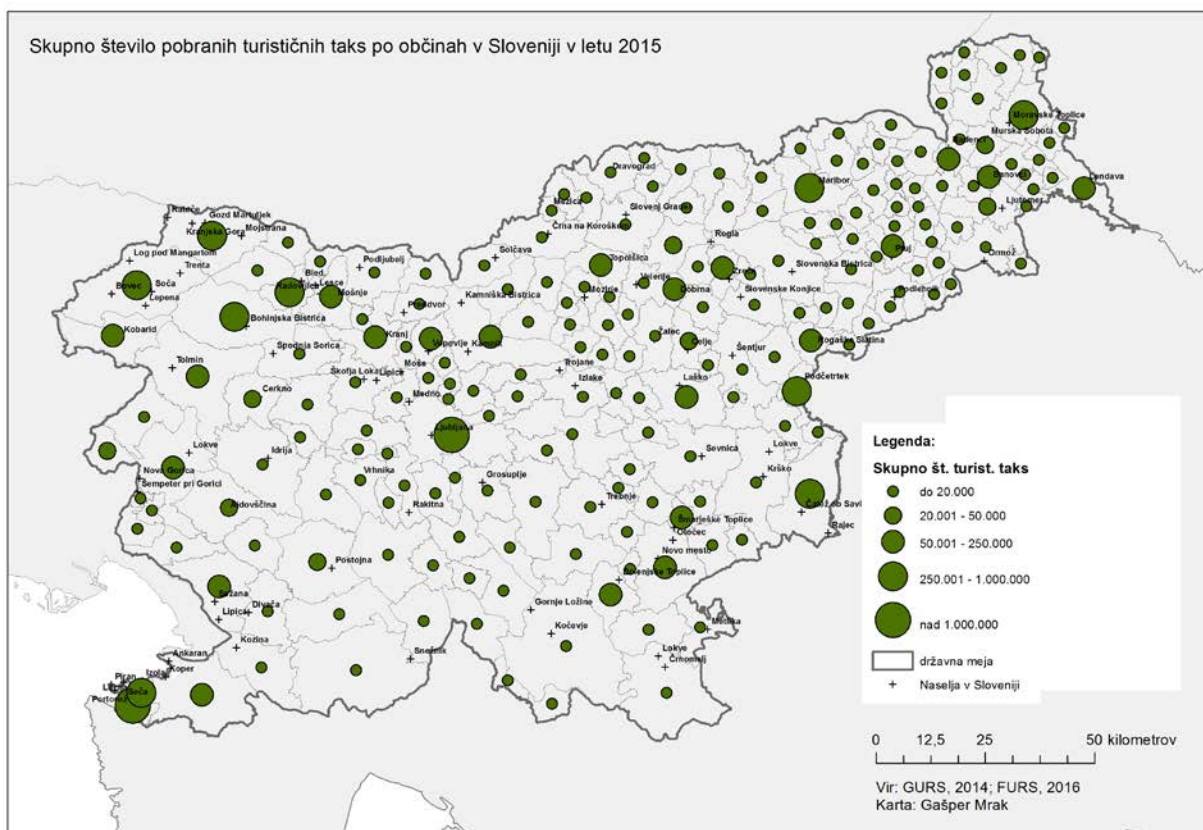 Skupno število pobranih turističnih taks po občinah v Sloveniji v letu 2015
Moravske Toplice
Murska Sobota
Radenci
Banovci
Lendava
Ljutomer
Dravograd
Maribor
Mežica
Slovenj Gradec
Črna na Koroškem
Rateče
Gozd Martuljek
Kranjska Gora
Mojstrana
Rogla
Ptuj
Ormož
Solčava
Log pod Mangartom
Podljubelj
Topolšica
Trenta
Bled
Velenje
Zreče
Slovenska Bistrica
Bovec
Soča
Radovljica
Lesce
Mošnje
Lepena
Preddvor
Kamniška Bistrica
Mozirje
Dobrna
Slovenske Konjice
Podlehnik
Bohinjska Bistrica
Kobarid
Kranj
Žalec
Rogaška Slatina
Spodnja Sorica
Kamnik
Celje
Šentjur
Tolmin
Moše
Trojane
Škofja Loka
Lipica
Izlake
Laško
Podčetrtek
Cerkno
Medno
Ljubljana
Lokve
Idrija
Sevnica
Lokve
Nova Gorica
Vrhnika
Grosuplje
Krško
Šempeter pri Gorici
Ajdovščina
Rakitna
Trebnje
Čatež ob Savi
Šmarješke Toplice
Otočec
Rajec
Novo mesto
Postojna
Dolenjske Toplice
Sežana
Lipica
Divača
Gornje Ložine
Metlika
Kočevje
Kozina
Snežnik
Lokve
Črnomelj
Ankaran
Koper
Izola
Piran
Seča
Portorož
Legenda:
Skupno št. turist. taks
do 20.000
20.001 - 50.000
50.001 - 250.000
250.001 - 1.000.000
nad 1.000.000
državna meja
Naselja v Sloveniji
0 12,5 25 50 kilometrov
Vir: GURS, 2014; FURS, 2016
Karta: Gašper Mrak